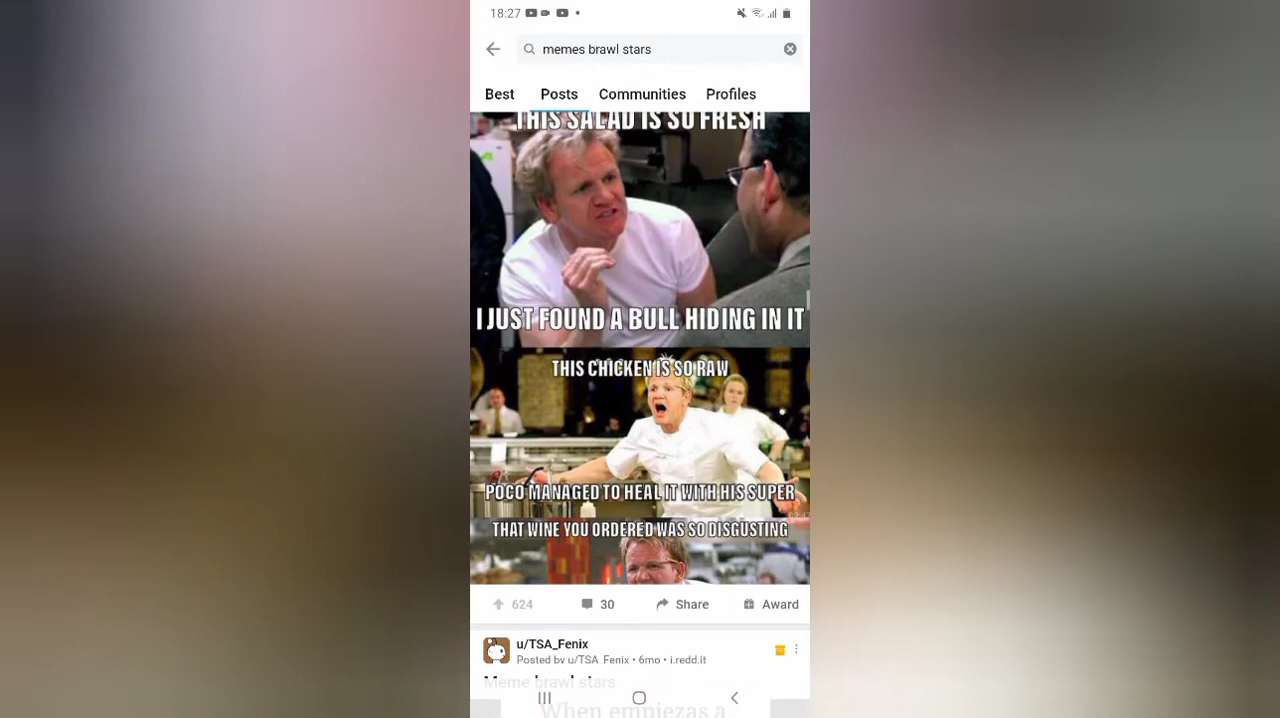 18:27
memes brawl stars
Best Posts Communities Profiles
THIS SALAD IS SO FRESH
I JUST FOUND A BULL HIDING IN IT
THIS CHICKEN IS SO RAW
POCO MANAGED TO HEAL IT WITH HIS SUPER
02:47
THAT WINE YOU ORDERED WAS SO DISGUSTING
624 30 Share Award
u/TSA_Fenix
Posted by u/TSA_Fenix • 6mo • i.redd.it
Meme brawl stars
When empiezas a